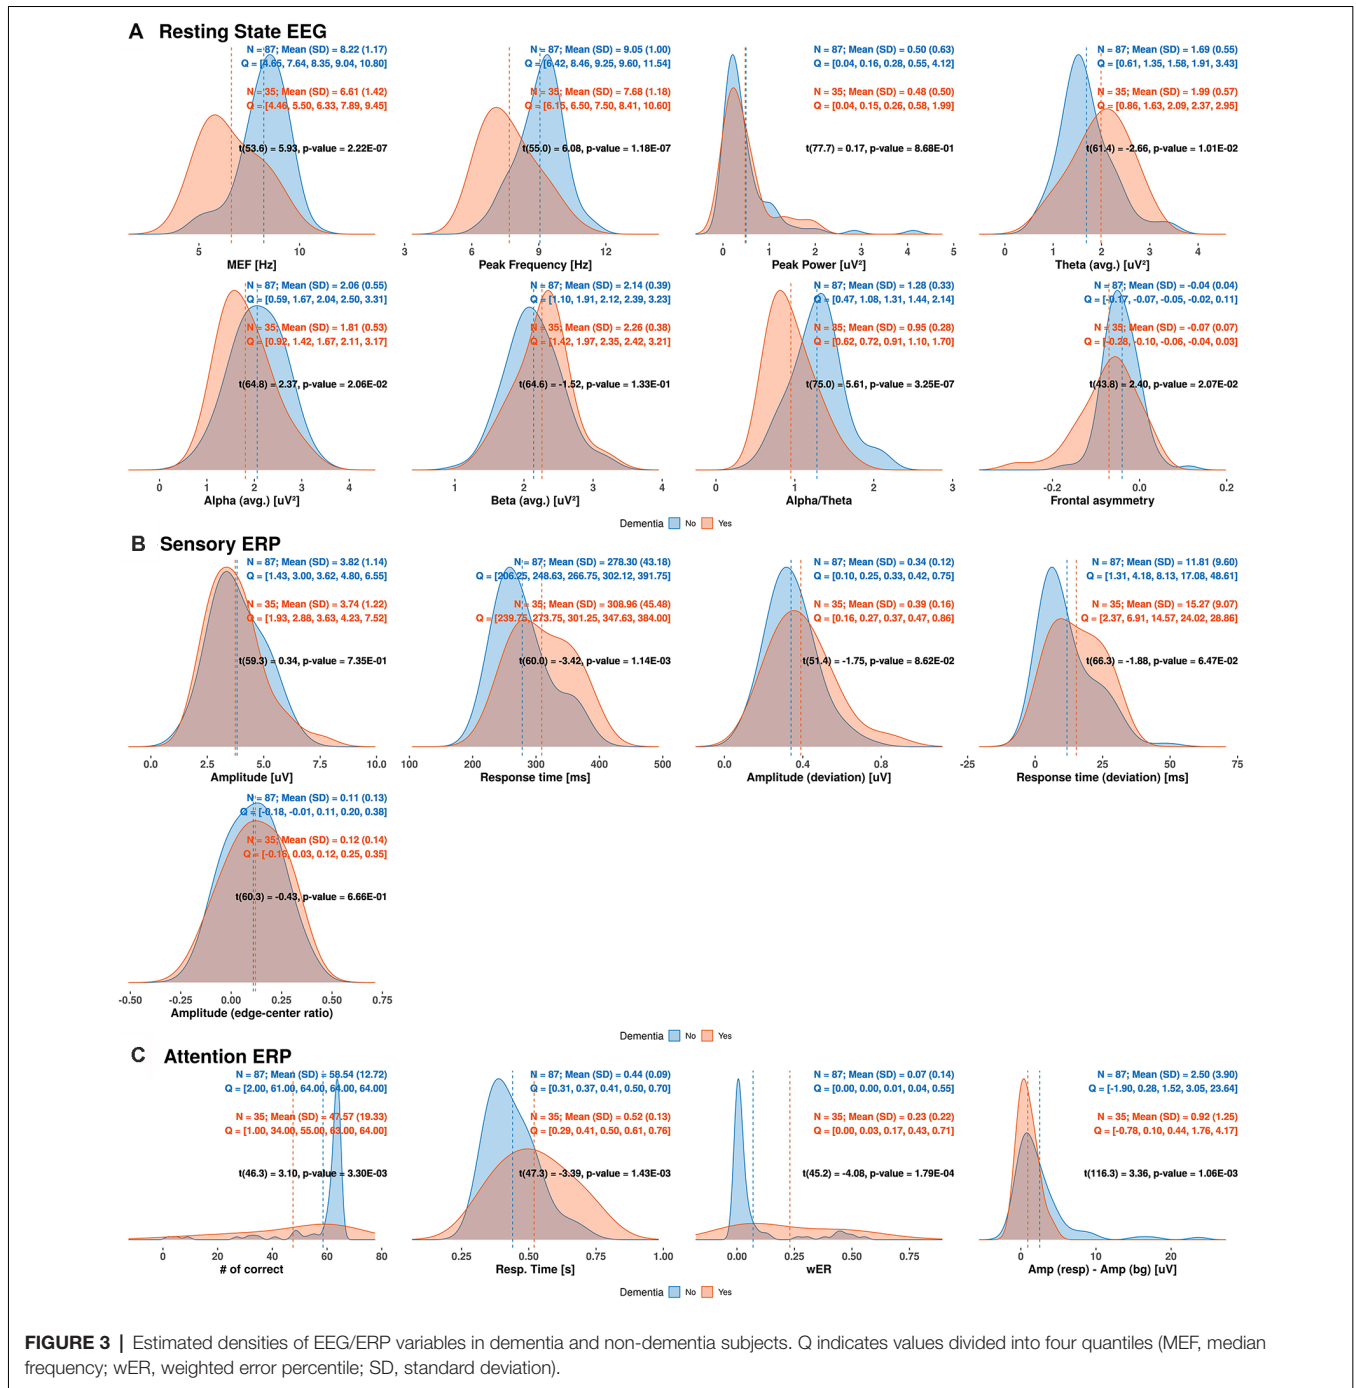 A Resting State EEG
N = 87; Mean (SD) = 8.22 (1.17)
Q = [4.65, 7.64, 8.35, 9.04, 10.80]
N = 35; Mean (SD) = 6.61 (1.42)
Q = [4.46, 5.50, 6.33, 7.89, 9.45]
t(53.6) = 5.93, p-value = 2.22E-07
5 10
MEF [Hz]
N = 87; Mean (SD) = 9.05 (1.00)
Q = [6.42, 8.46, 9.25, 9.60, 11.54]
N = 35; Mean (SD) = 7.68 (1.18)
Q = [6.15, 6.50, 7.50, 8.41, 10.60]
t(55.0) = 6.08, p-value = 1.18E-07
3 6 9 12
Peak Frequency [Hz]
N = 87; Mean (SD) = 0.50 (0.63)
Q = [0.04, 0.16, 0.28, 0.55, 4.12]
N = 35; Mean (SD) = 0.48 (0.50)
Q = [0.04, 0.15, 0.26, 0.58, 1.99]
t(77.7) = 0.17, p-value = 8.68E-01
0 1 2 3 4 5
Peak Power [uV²]
N = 87; Mean (SD) = 1.69 (0.55)
Q = [0.61, 1.35, 1.58, 1.91, 3.43]
N = 35; Mean (SD) = 1.99 (0.57)
Q = [0.86, 1.63, 2.09, 2.37, 2.95]
t(61.4) = -2.66, p-value = 1.01E-02
0 1 2 3 4
Theta (avg.) [uV²]
N = 87; Mean (SD) = 2.06 (0.55)
Q = [0.59, 1.67, 2.04, 2.50, 3.31]
N = 35; Mean (SD) = 1.81 (0.53)
Q = [0.92, 1.42, 1.67, 2.11, 3.17]
t(64.8) = 2.37, p-value = 2.06E-02
0 1 2 3 4
Alpha (avg.) [uV²]
N = 87; Mean (SD) = 2.14 (0.39)
Q = [1.10, 1.91, 2.12, 2.39, 3.23]
N = 35; Mean (SD) = 2.26 (0.38)
Q = [1.42, 1.97, 2.35, 2.42, 3.21]
t(64.6) = -1.52, p-value = 1.33E-01
1 2 3 4
Beta (avg.) [uV²]
N = 87; Mean (SD) = 1.28 (0.33)
Q = [0.47, 1.08, 1.31, 1.44, 2.14]
N = 35; Mean (SD) = 0.95 (0.28)
Q = [0.62, 0.72, 0.91, 1.10, 1.70]
t(75.0) = 5.61, p-value = 3.25E-07
0 1 2 3
Alpha/Theta
N = 87; Mean (SD) = -0.04 (0.04)
Q = [-0.17, -0.07, -0.05, -0.02, 0.11]
N = 35; Mean (SD) = -0.07 (0.07)
Q = [-0.28, -0.10, -0.06, -0.04, 0.03]
t(43.8) = 2.40, p-value = 2.07E-02
-0.2 0.0 0.2
Frontal asymmetry
Dementia No Yes
B Sensory ERP
N = 87; Mean (SD) = 3.82 (1.14)
Q = [1.43, 3.00, 3.62, 4.80, 6.55]
N = 35; Mean (SD) = 3.74 (1.22)
Q = [1.93, 2.88, 3.63, 4.23, 7.52]
t(59.3) = 0.34, p-value = 7.35E-01
0.0 2.5 5.0 7.5 10.0
Amplitude [uV]
N = 87; Mean (SD) = 278.30 (43.18)
Q = [206.25, 248.63, 266.75, 302.12, 391.75]
N = 35; Mean (SD) = 308.96 (45.48)
Q = [239.75, 273.75, 301.25, 347.63, 384.00]
t(60.0) = -3.42, p-value = 1.14E-03
100 200 300 400 500
Response time [ms]
N = 87; Mean (SD) = 0.34 (0.12)
Q = [0.10, 0.25, 0.33, 0.42, 0.75]
N = 35; Mean (SD) = 0.39 (0.16)
Q = [0.16, 0.27, 0.37, 0.47, 0.86]
t(51.4) = -1.75, p-value = 8.62E-02
0.0 0.4 0.8
Amplitude (deviation) [uV]
N = 87; Mean (SD) = 11.81 (9.60)
Q = [1.31, 4.18, 8.13, 17.08, 48.61]
N = 35; Mean (SD) = 15.27 (9.07)
Q = [2.37, 6.91, 14.57, 24.02, 28.86]
t(66.3) = -1.88, p-value = 6.47E-02
-25 0 25 50 75
Response time (deviation) [ms]
N = 87; Mean (SD) = 0.11 (0.13)
Q = [-0.18, -0.01, 0.11, 0.20, 0.38]
N = 35; Mean (SD) = 0.12 (0.14)
Q = [-0.15, 0.03, 0.12, 0.25, 0.35]
t(60.3) = -0.43, p-value = 6.66E-01
-0.50 -0.25 0.00 0.25 0.50 0.75
Amplitude (edge-center ratio)
Dementia No Yes
C Attention ERP
N = 87; Mean (SD) = 58.54 (12.72)
Q = [2.00, 61.00, 64.00, 64.00, 64.00]
N = 35; Mean (SD) = 47.57 (19.33)
Q = [1.00, 34.00, 55.00, 63.00, 64.00]
t(46.3) = 3.10, p-value = 3.30E-03
0 20 40 60 80
# of correct
N = 87; Mean (SD) = 0.44 (0.09)
Q = [0.31, 0.37, 0.41, 0.50, 0.70]
N = 35; Mean (SD) = 0.52 (0.13)
Q = [0.29, 0.41, 0.50, 0.61, 0.76]
t(47.3) = -3.39, p-value = 1.43E-03
0.25 0.50 0.75 1.00
Resp. Time [s]
N = 87; Mean (SD) = 0.07 (0.14)
Q = [0.00, 0.00, 0.01, 0.04, 0.55]
N = 35; Mean (SD) = 0.23 (0.22)
Q = [0.00, 0.03, 0.17, 0.43, 0.71]
t(45.2) = -4.08, p-value = 1.79E-04
0.00 0.25 0.50 0.75
wER
N = 87; Mean (SD) = 2.50 (3.90)
Q = [-1.90, 0.28, 1.52, 3.05, 23.64]
N = 35; Mean (SD) = 0.92 (1.25)
Q = [-0.78, 0.10, 0.44, 1.76, 4.17]
t(116.3) = 3.36, p-value = 1.06E-03
0 10 20
Amp (resp) - Amp (bg) [uV]
Dementia No Yes
FIGURE 3 | Estimated densities of EEG/ERP variables in dementia and non-dementia subjects. Q indicates values divided into four quantiles (MEF, median
frequency; wER, weighted error percentile; SD, standard deviation).